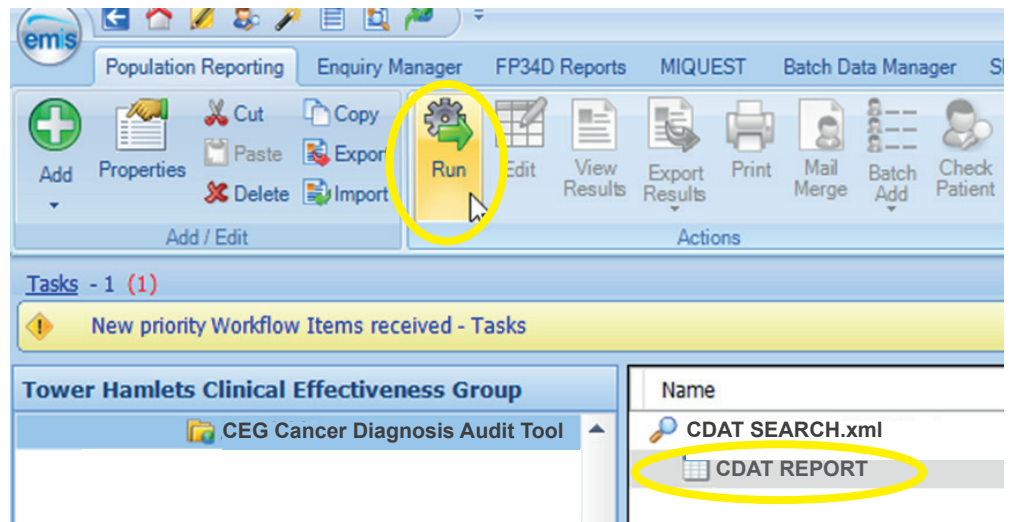 emis
Population Reporting Enquiry Manager FP34D Reports MIQUEST Batch Data Manager
Add
Properties
Cut
Paste
Delete
Copy
Export
Import
Run
Edit
View
Results
Export
Results
Print
Mail
Merge
Batch
Add
Check
Patient
Add / Edit
Actions
Tasks - 1 (1)
New priority Workflow Items received - Tasks
Tower Hamlets Clinical Effectiveness Group
CEG Cancer Diagnosis Audit Tool
Name
CDAT SEARCH.xml
CDAT REPORT